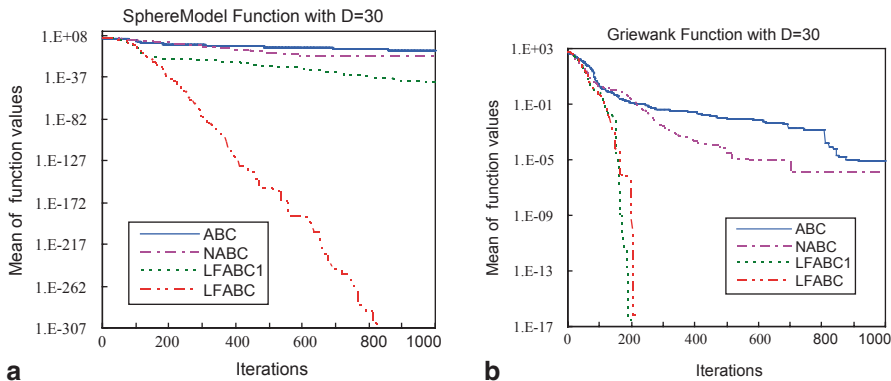 SphereModel Function with D=30
Mean of function values
1.E+08
1.E-37
1.E-82
1.E-127
1.E-172
1.E-217
1.E-262
1.E-307
ABC
NABC
LFABC1
LFABC
0 200 400 600 800 1000
Iterations
a
Griewank Function with D=30
Mean of function values
1.E+03
1.E-01
1.E-05
1.E-09
1.E-13
1.E-17
ABC
NABC
LFABC1
LFABC
0 200 400 600 800 1000
Iterations
b